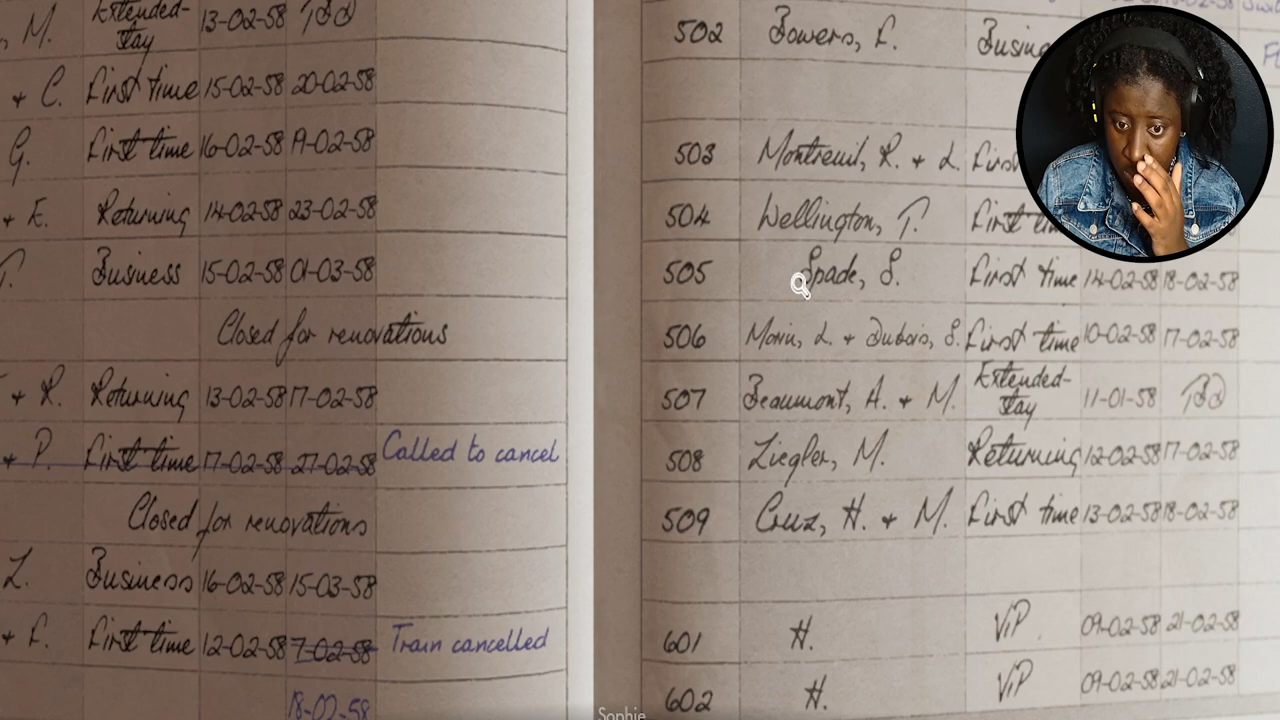 M. Extended-stay 13-02-58 TBD
+ C. First time 15-02-58 20-02-58
G. First time 16-02-58 19-02-58
+ E. Returning 14-02-58 23-02-58
T. Business 15-02-58 01-03-58
Closed for renovations
+ R. Returning 13-02-58 17-02-58
+ P. First time 17-02-58 27-02-58 Called to cancel
Closed for renovations
L. Business 16-02-58 15-03-58
+ F. First time 12-02-58 17-02-58 Train cancelled
18-02-58
502 Bowers, F.
503 Montreuil, R. + L. First
504 Wellington, T. First time
505 Spade, S. First time 14-02-58 18-02-58
506 Morin, L. + Dubois, S. First time 10-02-58 17-02-58
507 Beaumont, A. + M. Extended-stay 11-01-58 TBD
508 Ziegler, M. Returning 12-02-58 17-02-58
509 Cruz, H. + M. First time 13-02-58 18-02-58
601 H. ViP. 09-02-58 21-02-58
602 H. ViP 09-02-58 21-02-58
Sophie